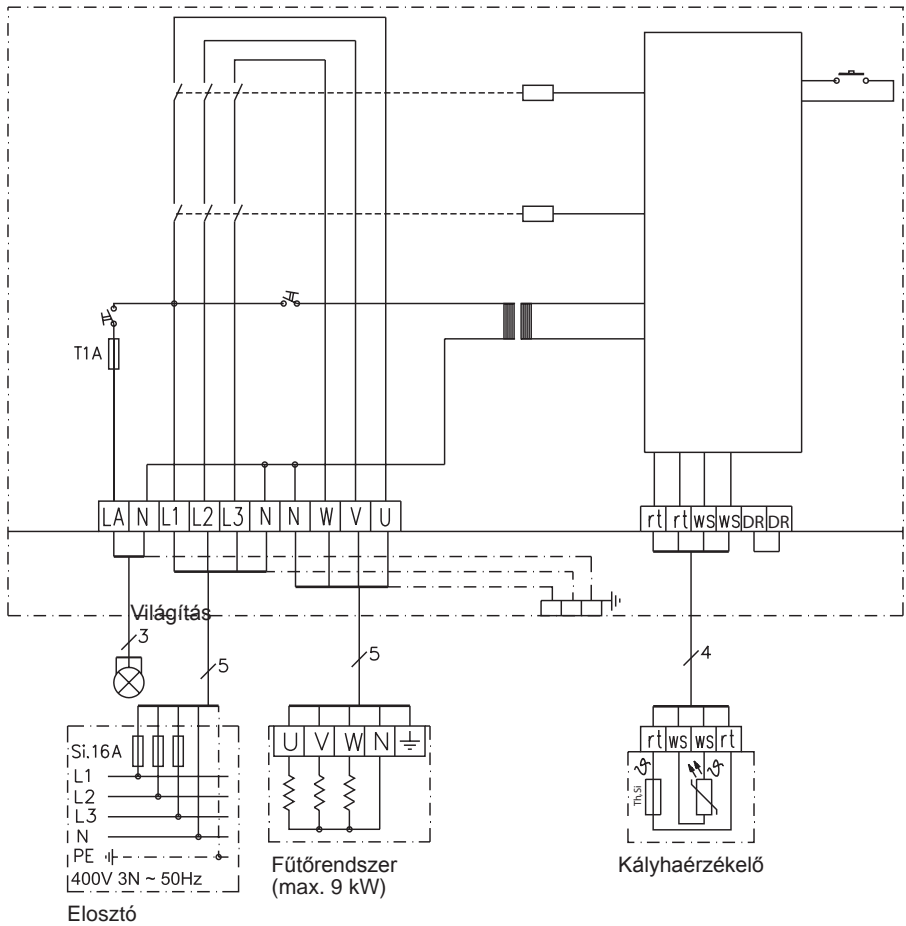 T1A
LA N L1 L2 L3 N N W V U
rt rt ws ws DR DR
Világítás
3
5
5
4
Si.16A
L1
L2
L3
N
PE
400V 3N ~ 50Hz
Elosztó
U V W N
Fűtőrendszer
(max. 9 kW)
rt ws ws rt
Th,Si
ϑ
ϑ
Kályhaérzékelő